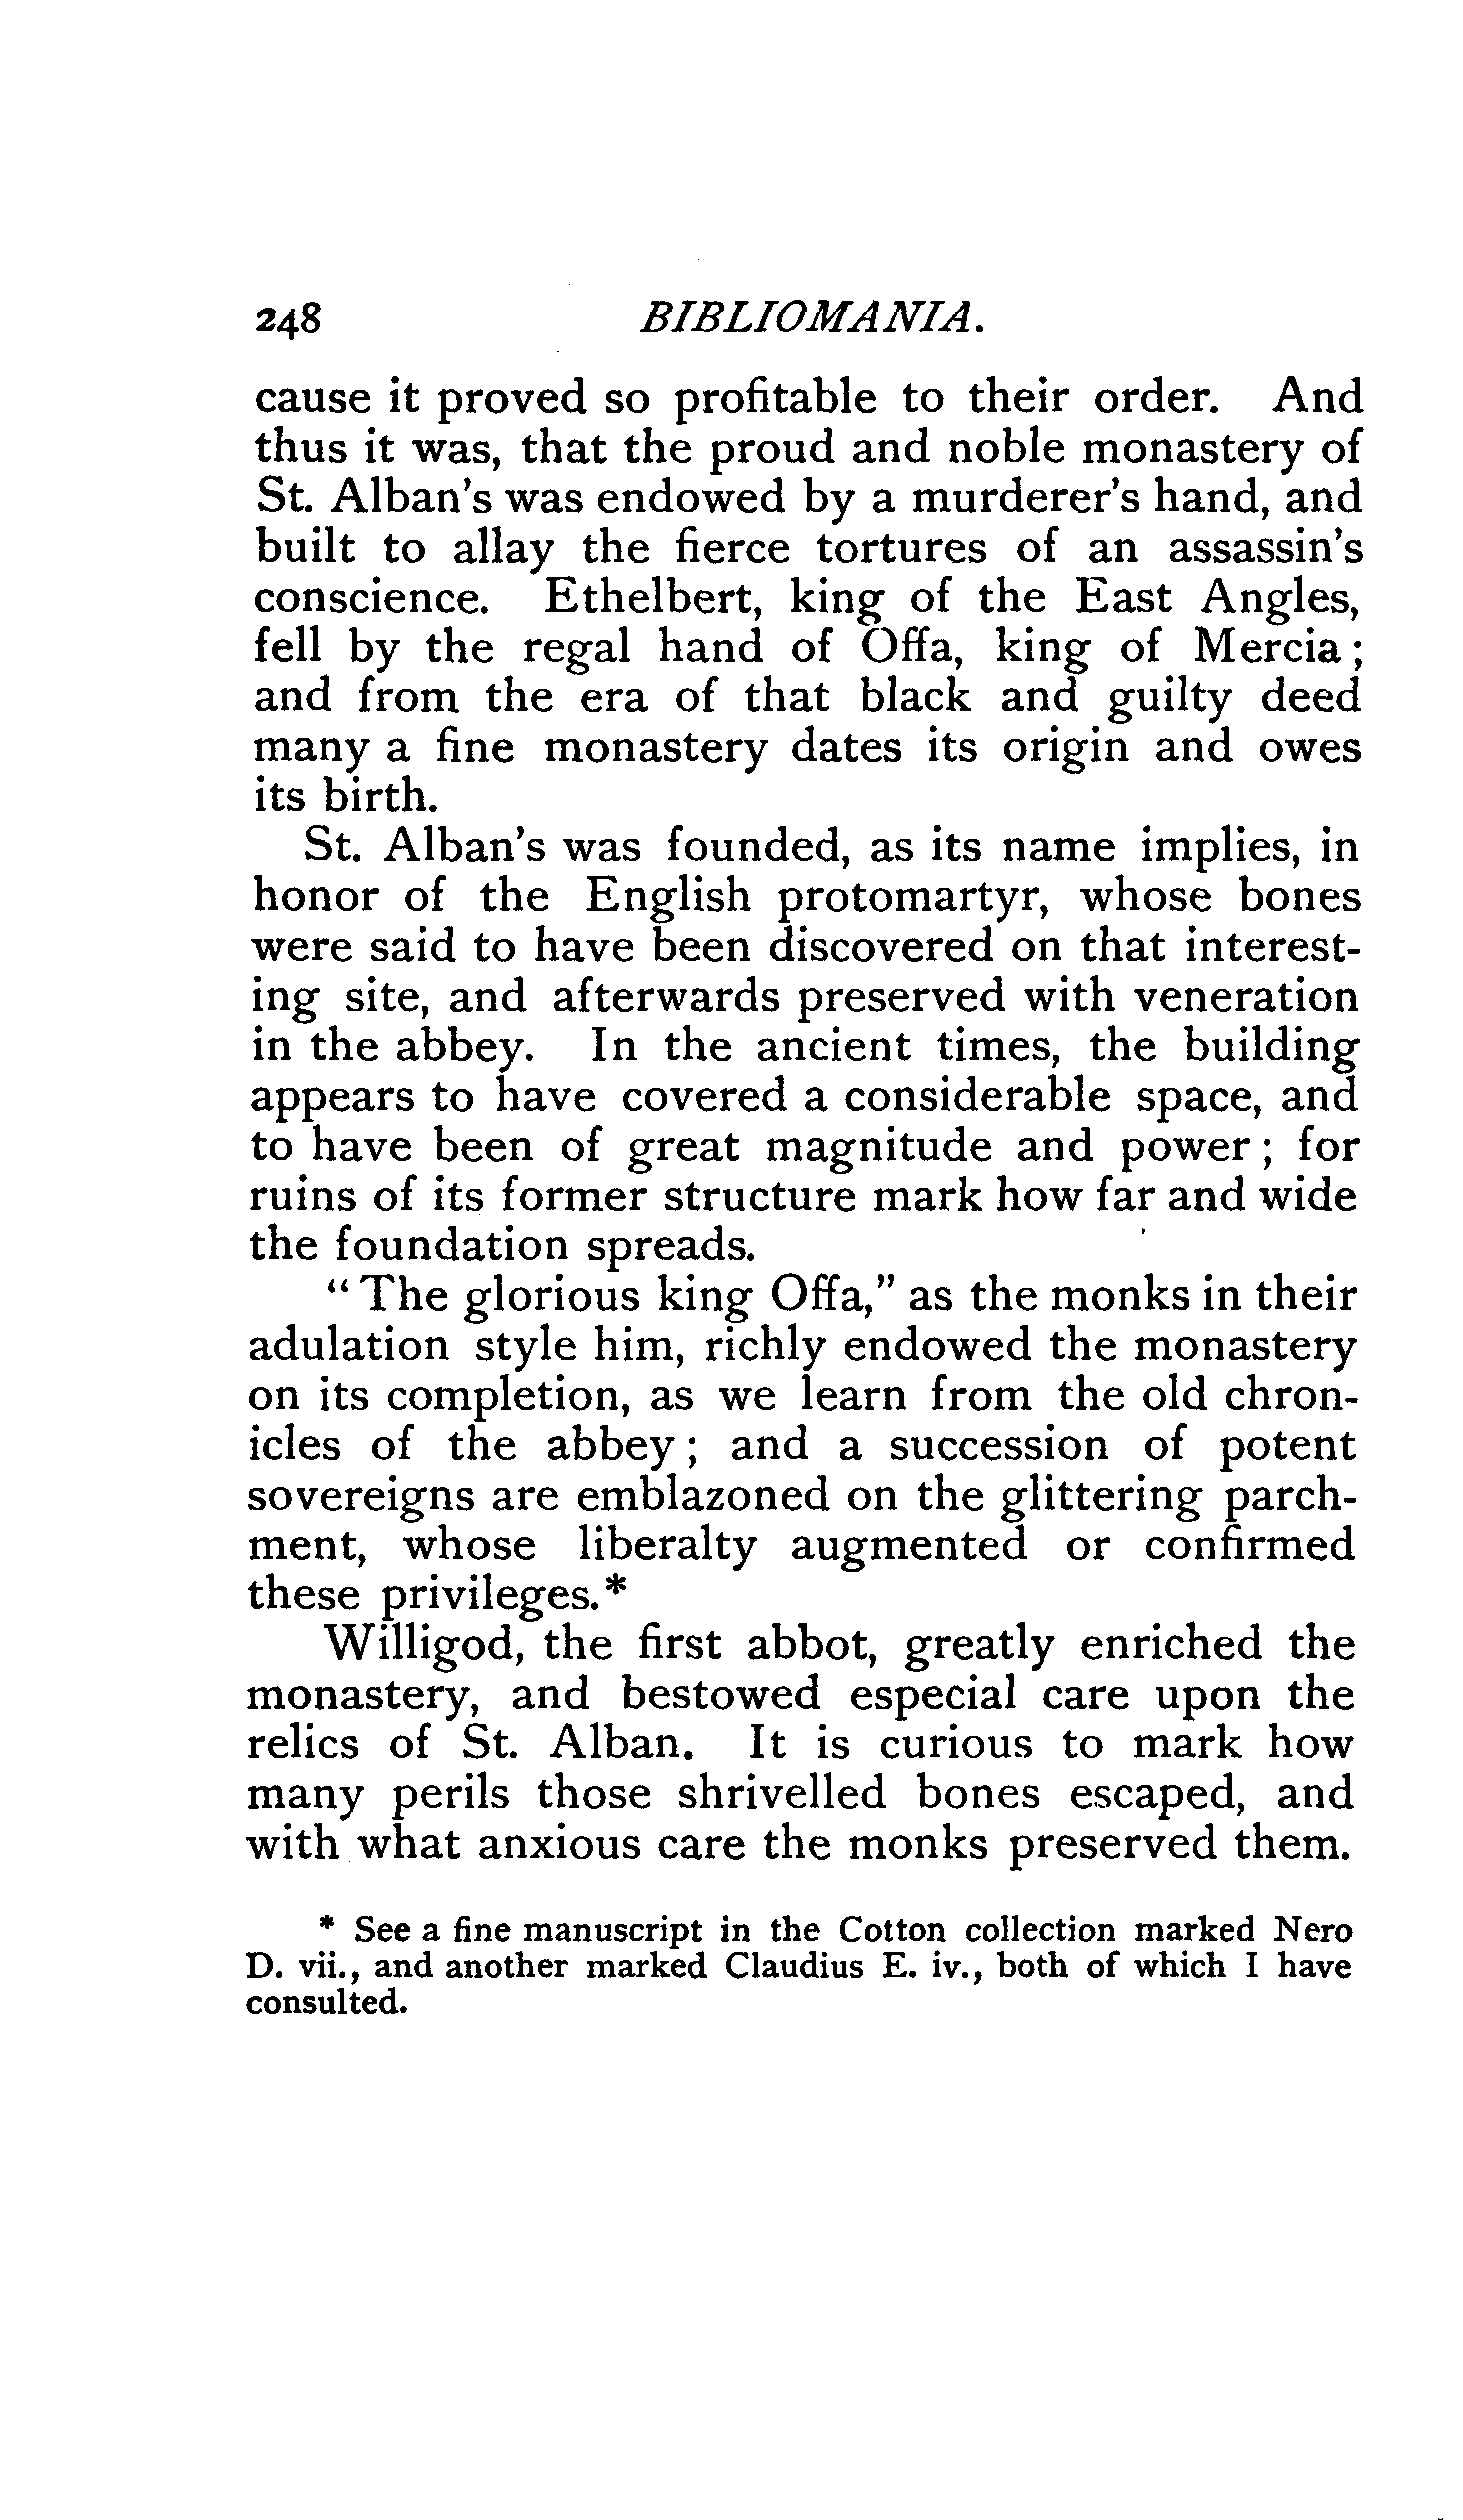 248 BIBLIOMANIA.
cause it proved so profitable to their order. And
thus it was, that the proud and noble monastery of
St. Alban's was endowed by a murderer's hand, and
built to allay the fierce tortures of an assassin's
conscience. Ethelbert, king of the East Angles,
fell by the regal hand of Offa, king of Mercia;
and from the era of that black and guilty deed
many a fine monastery dates its origin and owes
its birth.
St. Alban's was founded, as its name implies, in
honor of the English protomartyr, whose bones
were said to have been discovered on that interest-
ing site, and afterwards preserved with veneration
in the abbey. In the ancient times, the building
appears to have covered a considerable space, and
to have been of great magnitude and power; for
ruins of its former structure mark how far and wide
the foundation spreads.
"The glorious king Offa," as the monks in their
adulation style him, richly endowed the monastery
on its completion, as we learn from the old chron-
icles of the abbey; and a succession of potent
sovereigns are emblazoned on the glittering parch-
ment, whose liberalty augmented or confirmed
these privileges.*
Willigod, the first abbot, greatly enriched the
monastery, and bestowed especial care upon the
relics of St. Alban. It is curious to mark how
many perils those shrivelled bones escaped, and
with what anxious care the monks preserved them.
* See a fine manuscript in the Cotton collection marked Nero
D. vii., and another marked Claudius E. iv., both of which I have
consulted.